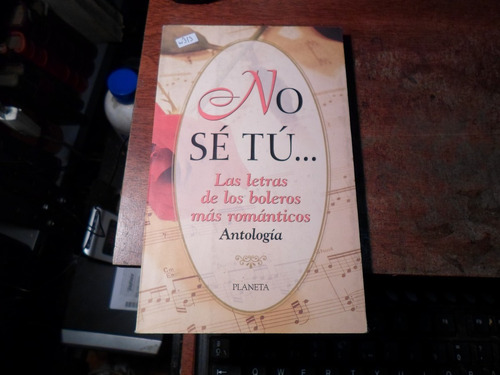 No
SÉ TÚ...
Las letras
de los boleros
más románticos
Antología
PLANETA